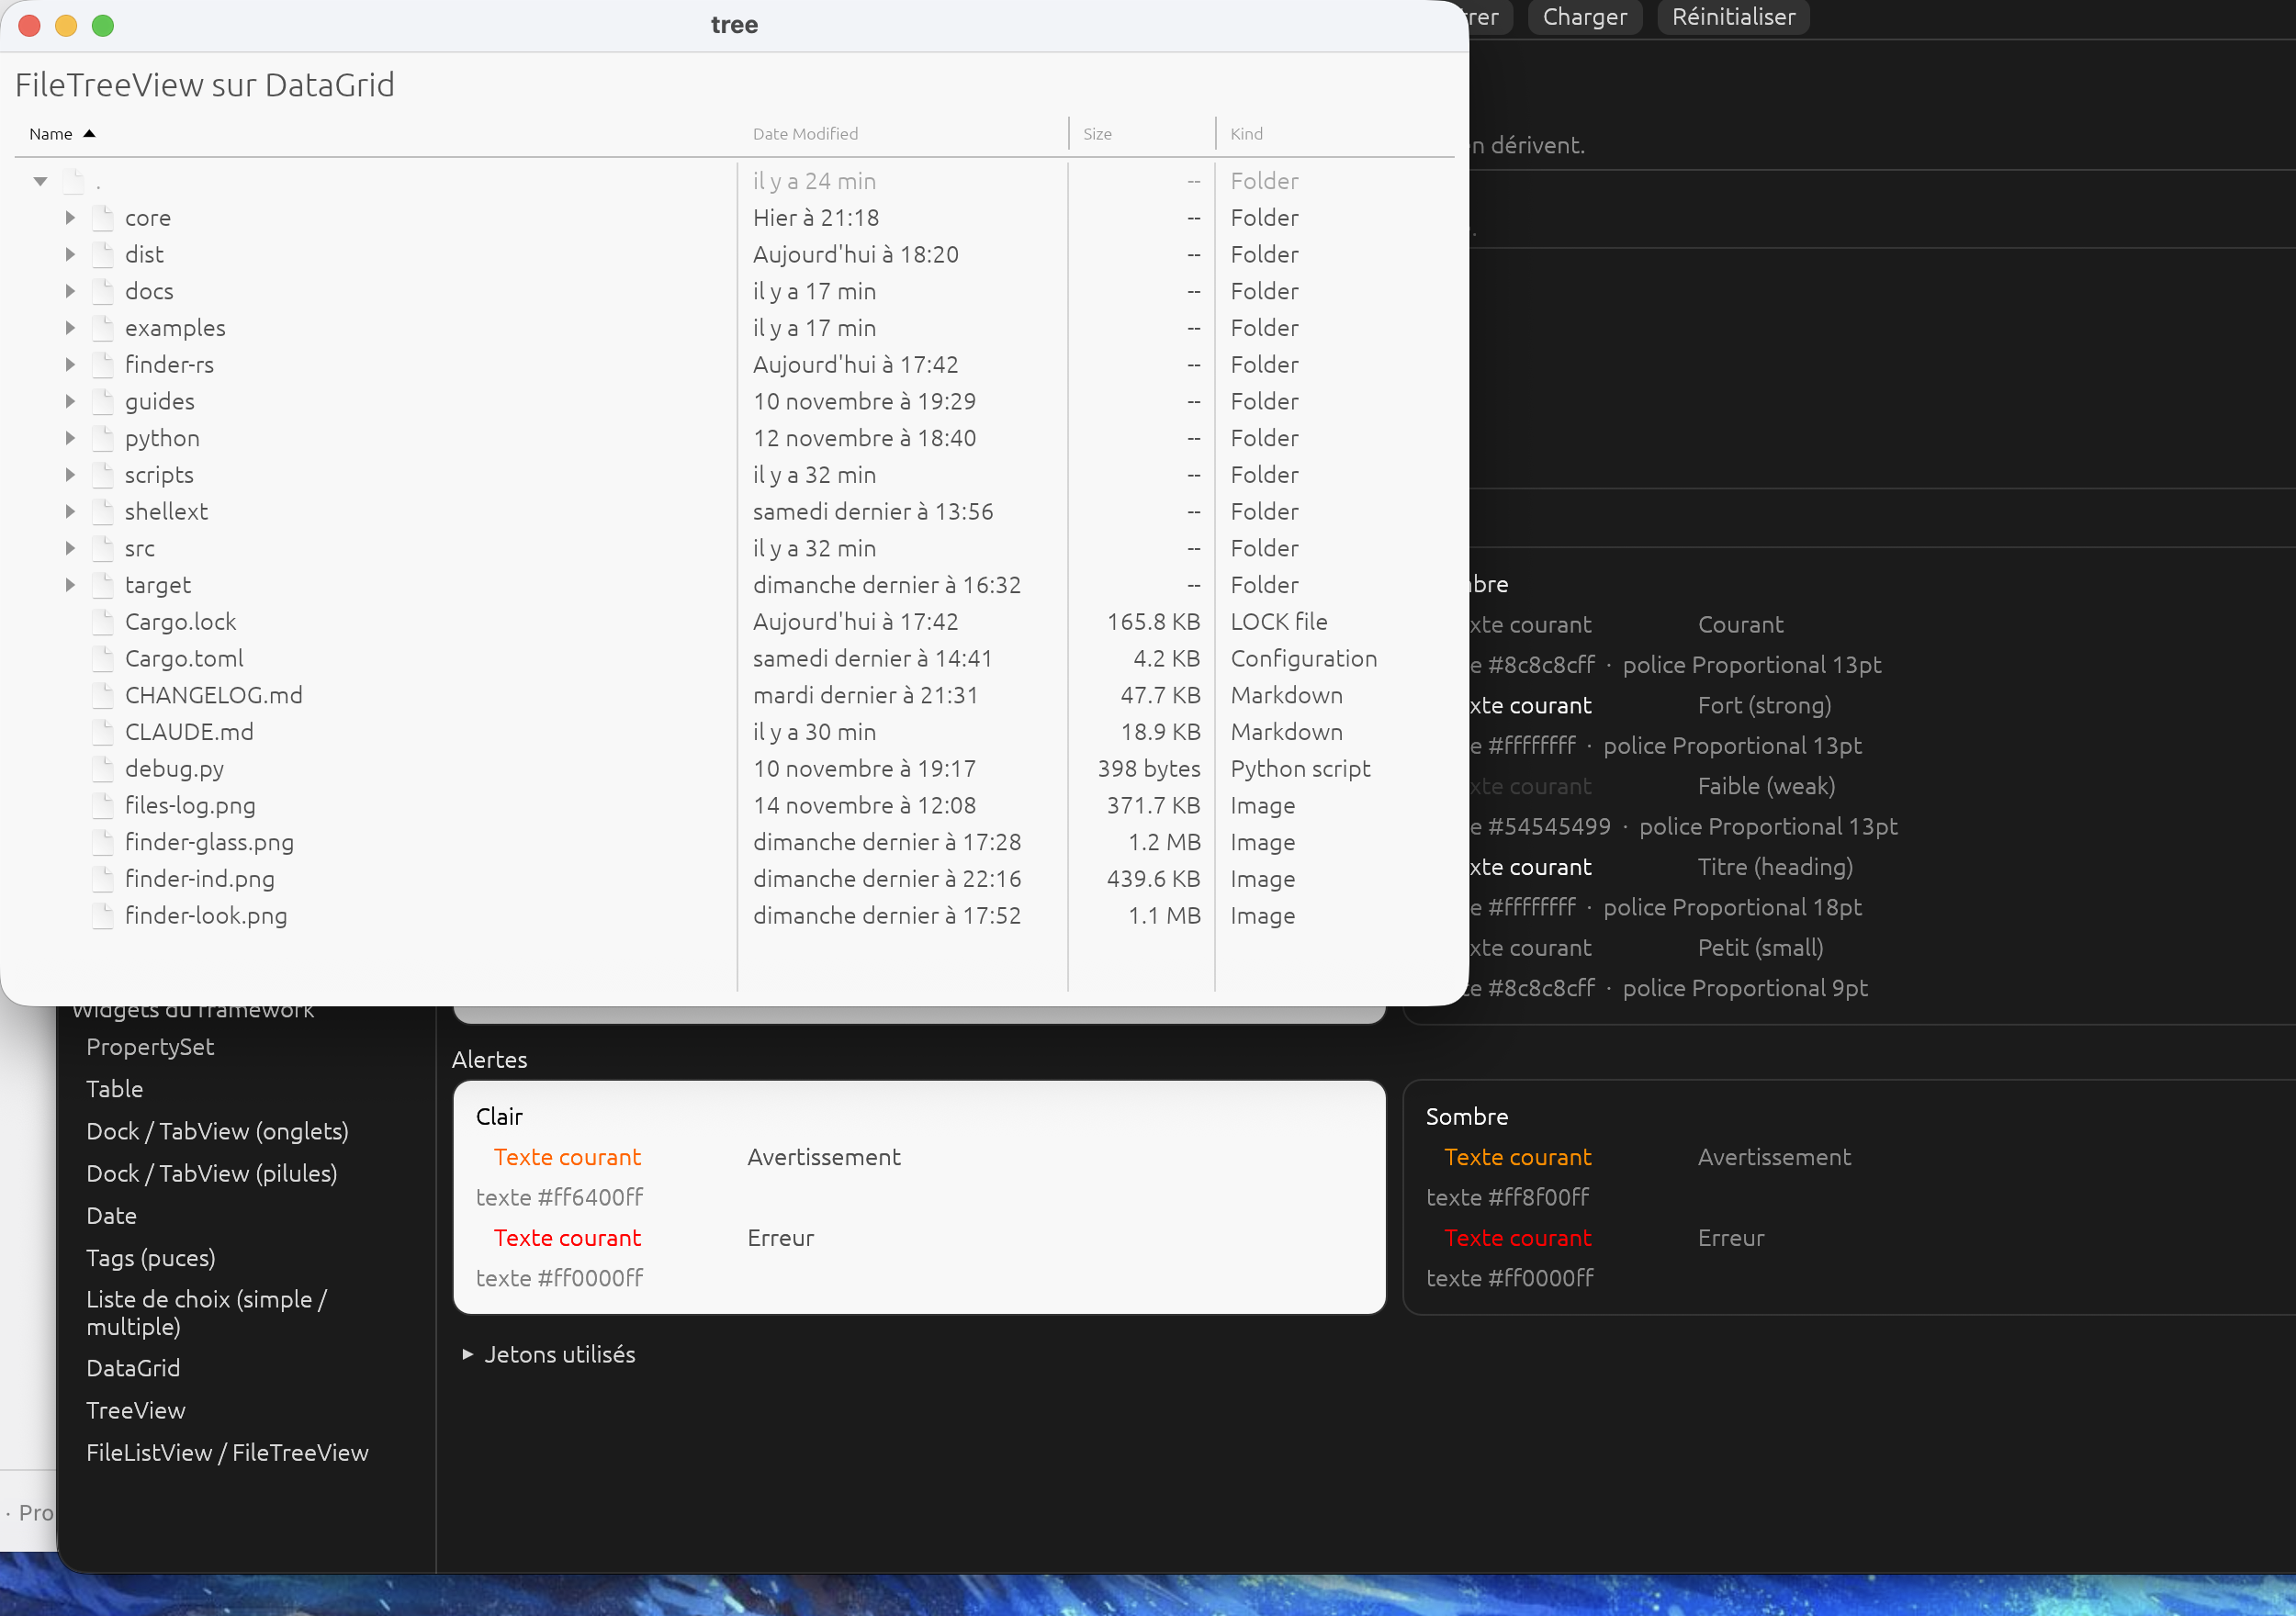 tree
FileTreeView sur DataGrid
Name Date Modified Size Kind
. il y a 24 min -- Folder
core Hier à 21:18 -- Folder
dist Aujourd'hui à 18:20 -- Folder
docs il y a 17 min -- Folder
examples il y a 17 min -- Folder
finder-rs Aujourd'hui à 17:42 -- Folder
guides 10 novembre à 19:29 -- Folder
python 12 novembre à 18:40 -- Folder
scripts il y a 32 min -- Folder
shellext samedi dernier à 13:56 -- Folder
src il y a 32 min -- Folder
target dimanche dernier à 16:32 -- Folder
Cargo.lock Aujourd'hui à 17:42 165.8 KB LOCK file
Cargo.toml samedi dernier à 14:41 4.2 KB Configuration
CHANGELOG.md mardi dernier à 21:31 47.7 KB Markdown
CLAUDE.md il y a 30 min 18.9 KB Markdown
debug.py 10 novembre à 19:17 398 bytes Python script
files-log.png 14 novembre à 12:08 371.7 KB Image
finder-glass.png dimanche dernier à 17:28 1.2 MB Image
finder-ind.png dimanche dernier à 22:16 439.6 KB Image
finder-look.png dimanche dernier à 17:52 1.1 MB Image
rer Charger Réinitialiser
n dérivent.
bre
xte courant Courant
e #8c8c8cff · police Proportional 13pt
xte courant Fort (strong)
e #ffffffff · police Proportional 13pt
xte courant Faible (weak)
e #54545499 · police Proportional 13pt
xte courant Titre (heading)
e #ffffffff · police Proportional 18pt
xte courant Petit (small)
e #8c8c8cff · police Proportional 9pt
Widgets du framework
PropertySet
Table
Dock / TabView (onglets)
Dock / TabView (pilules)
Date
Tags (puces)
Liste de choix (simple /
multiple)
DataGrid
TreeView
FileListView / FileTreeView
· Pro
Alertes
Clair
Texte courant Avertissement
texte #ff6400ff
Texte courant Erreur
texte #ff0000ff
Sombre
Texte courant Avertissement
texte #ff8f00ff
Texte courant Erreur
texte #ff0000ff
Jetons utilisés